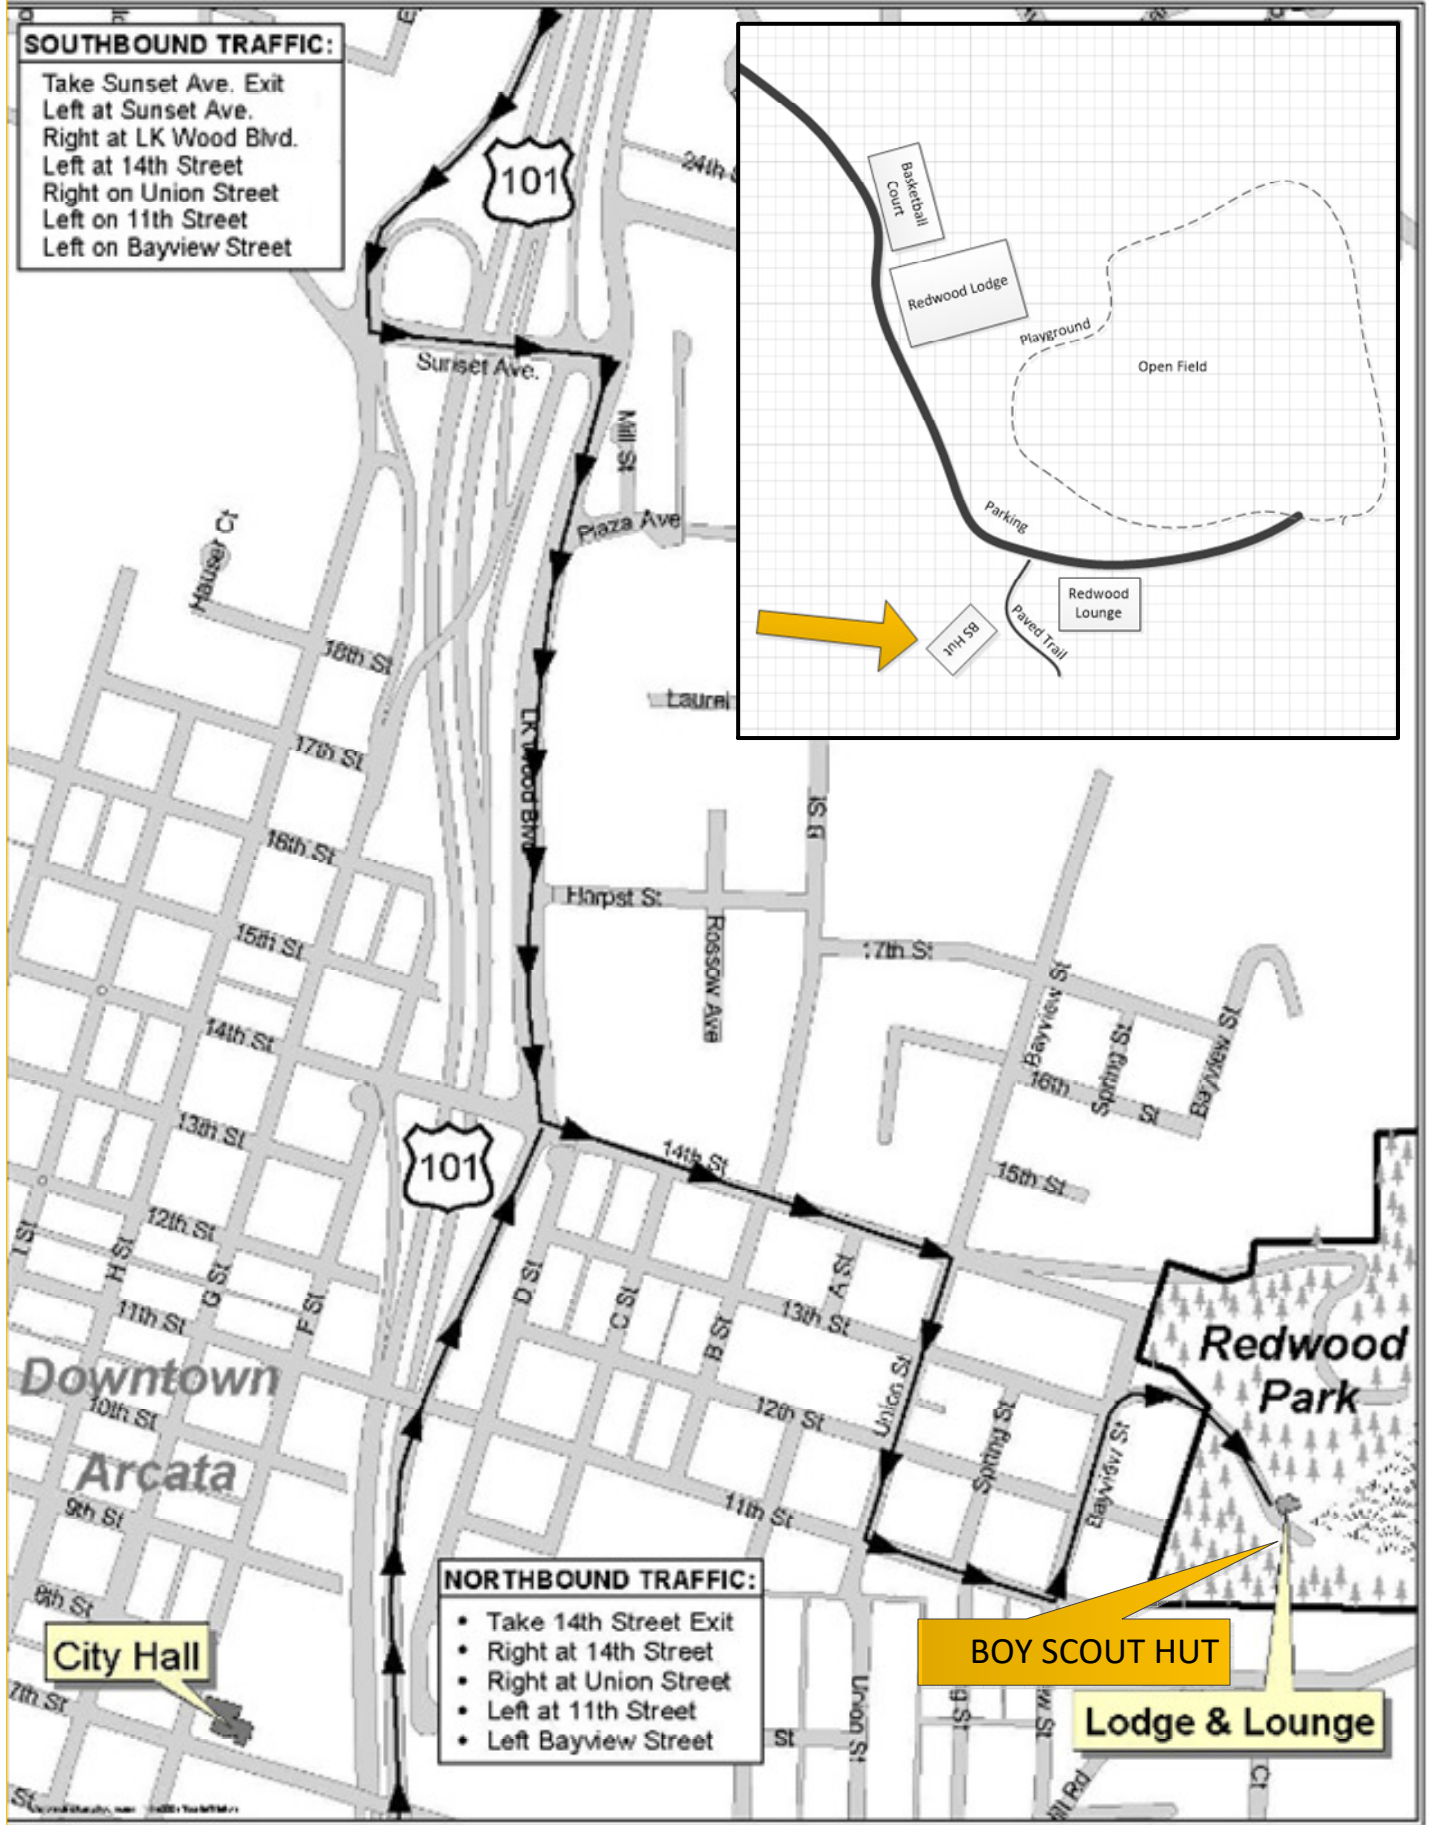 SOUTHBOUND TRAFFIC:
Take Sunset Ave. Exit
Left at Sunset Ave.
Right at LK Wood Blvd.
Left at 14th Street
Right on Union Street
Left on 11th Street
Left on Bayview Street
101
24th S
Sunset Ave.
Mill St
Plaza Ave
Hauser Ct
18th St
17th St
16th St
15th St
14th St
13th St
12th St
11th St
10th St
9th St
8th St
7th St
St
I St
H St
G St
F St
Downtown
Arcata
City Hall
LK Wood Blvd
Laurel
B St
Harpst St
Rossow Ave
17th St
Bayview St
Spring St
Bayview St
16th
St
15th St
101
14th St
D St
C St
B St
A St
13th St
12th St
11th St
Union St
Spring St
Bayview St
Redwood
Park
BOY SCOUT HUT
Lodge & Lounge
NORTHBOUND TRAFFIC:
• Take 14th Street Exit
• Right at 14th Street
• Right at Union Street
• Left at 11th Street
• Left Bayview Street
St
Union St
g St
w St
ill Rd
Ct
Basketball
Court
Redwood Lodge
Playground
Open Field
Parking
Redwood
Lounge
Paved Trail
BS Hut